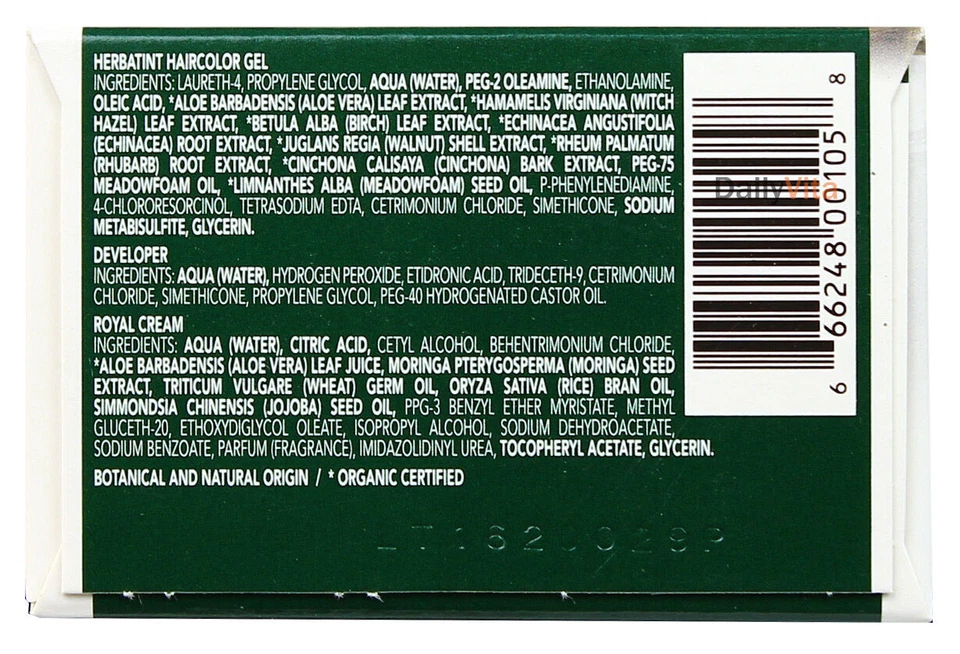 HERBATINT HAIRCOLOR GEL
INGREDIENTS: LAURETH-4, PROPYLENE GLYCOL, AQUA (WATER), PEG-2 OLEAMINE, ETHANOLAMINE,
OLEIC ACID, *ALOE BARBADENSIS (ALOE VERA) LEAF EXTRACT, *HAMAMELIS VIRGINIANA (WITCH
HAZEL) LEAF EXTRACT, *BETULA ALBA (BIRCH) LEAF EXTRACT, *ECHINACEA ANGUSTIFOLIA
(ECHINACEA) ROOT EXTRACT, *JUGLANS REGIA (WALNUT) SHELL EXTRACT, *RHEUM PALMATUM
(RHUBARB) ROOT EXTRACT, *CINCHONA CALISAYA (CINCHONA) BARK EXTRACT, PEG-75
MEADOWFOAM OIL, *LIMNANTHES ALBA (MEADOWFOAM) SEED OIL, P-PHENYLENEDIAMINE,
4-CHLORORESORCINOL, TETRASODIUM EDTA, CETRIMONIUM CHLORIDE, SIMETHICONE, SODIUM
METABISULFITE, GLYCERIN.
DEVELOPER
INGREDIENTS: AQUA (WATER), HYDROGEN PEROXIDE, ETIDRONIC ACID, TRIDECETH-9, CETRIMONIUM
CHLORIDE, SIMETHICONE, PROPYLENE GLYCOL, PEG-40 HYDROGENATED CASTOR OIL.
ROYAL CREAM
INGREDIENTS: AQUA (WATER), CITRIC ACID, CETYL ALCOHOL, BEHENTRIMONIUM CHLORIDE,
*ALOE BARBADENSIS (ALOE VERA) LEAF JUICE, MORINGA PTERYGOSPERMA (MORINGA) SEED
EXTRACT, TRITICUM VULGARE (WHEAT) GERM OIL, ORYZA SATIVA (RICE) BRAN OIL,
SIMMONDSIA CHINENSIS (JOJOBA) SEED OIL, PPG-3 BENZYL ETHER MYRISTATE, METHYL
GLUCETH-20, ETHOXYDIGLYCOL OLEATE, ISOPROPYL ALCOHOL, SODIUM DEHYDROACETATE,
SODIUM BENZOATE, PARFUM (FRAGRANCE), IMIDAZOLIDINYL UREA, TOCOPHERYL ACETATE, GLYCERIN.
BOTANICAL AND NATURAL ORIGIN / * ORGANIC CERTIFIED
6 66248 00105 8
DailyVita
LT1620029P